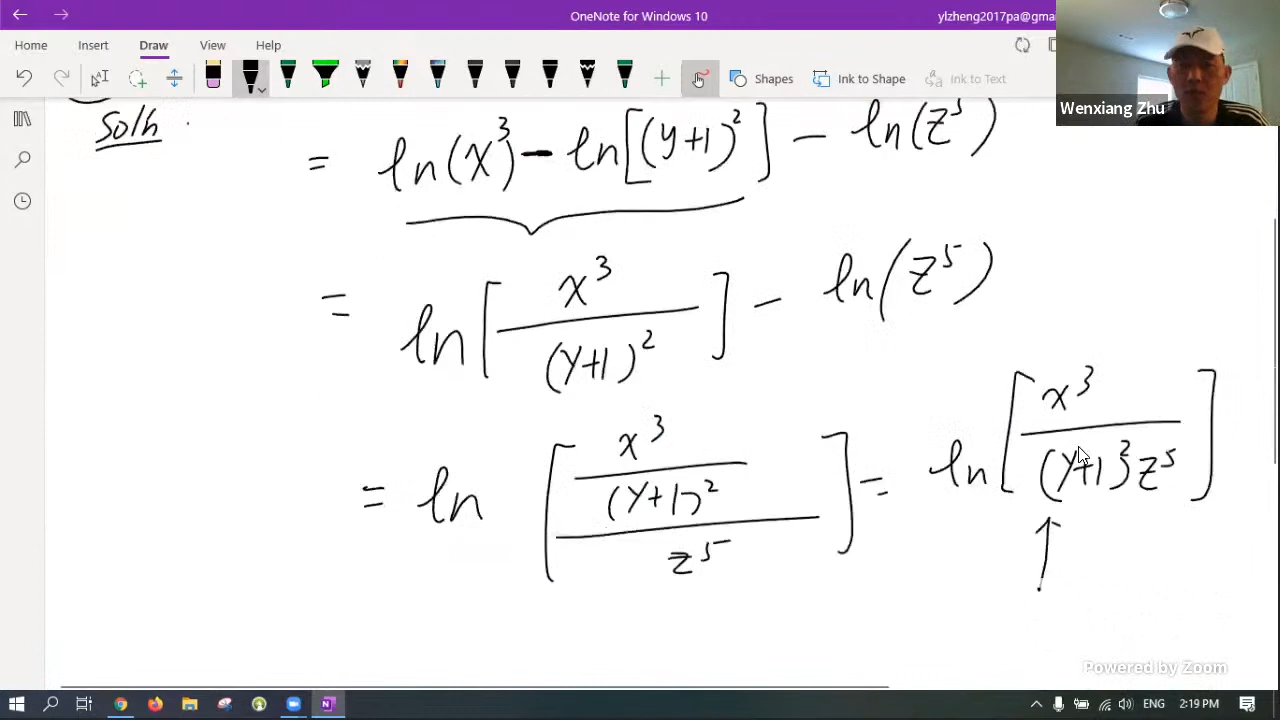 OneNote for Windows 10
ylzheng2017pa@gma
Home Insert Draw View Help
Shapes Ink to Shape Ink to Text
Wenxiang Zhu
Soln .
= ln(x³) - ln[(y+1)²] - ln(z⁵)
= ln[x³/(y+1)²] - ln(z⁵)
= ln[(x³/(y+1)²)/z⁵] = ln[x³/((y+1)²z⁵)]
Powered by Zoom
ENG 2:19 PM